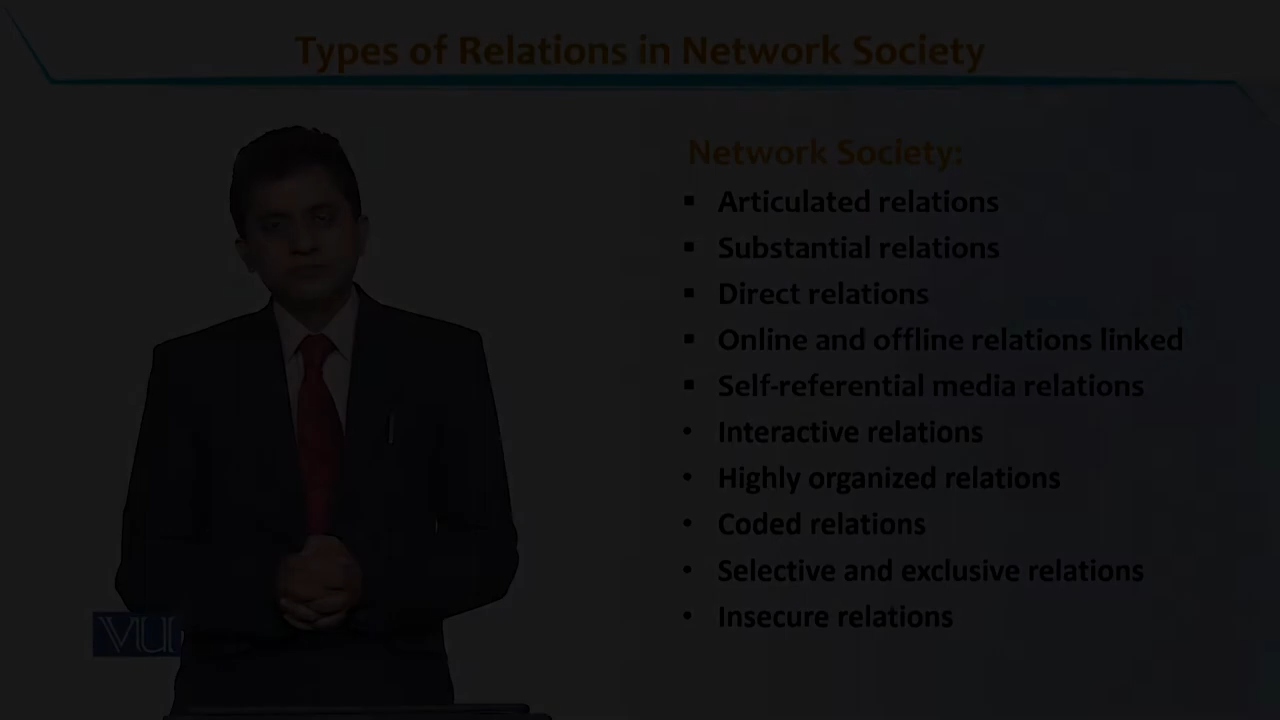 Types of Relations in Network Society
Network Society:
▪ Articulated relations
▪ Substantial relations
▪ Direct relations
▪ Online and offline relations linked
▪ Self-referential media relations
• Interactive relations
• Highly organized relations
• Coded relations
• Selective and exclusive relations
• Insecure relations
VU